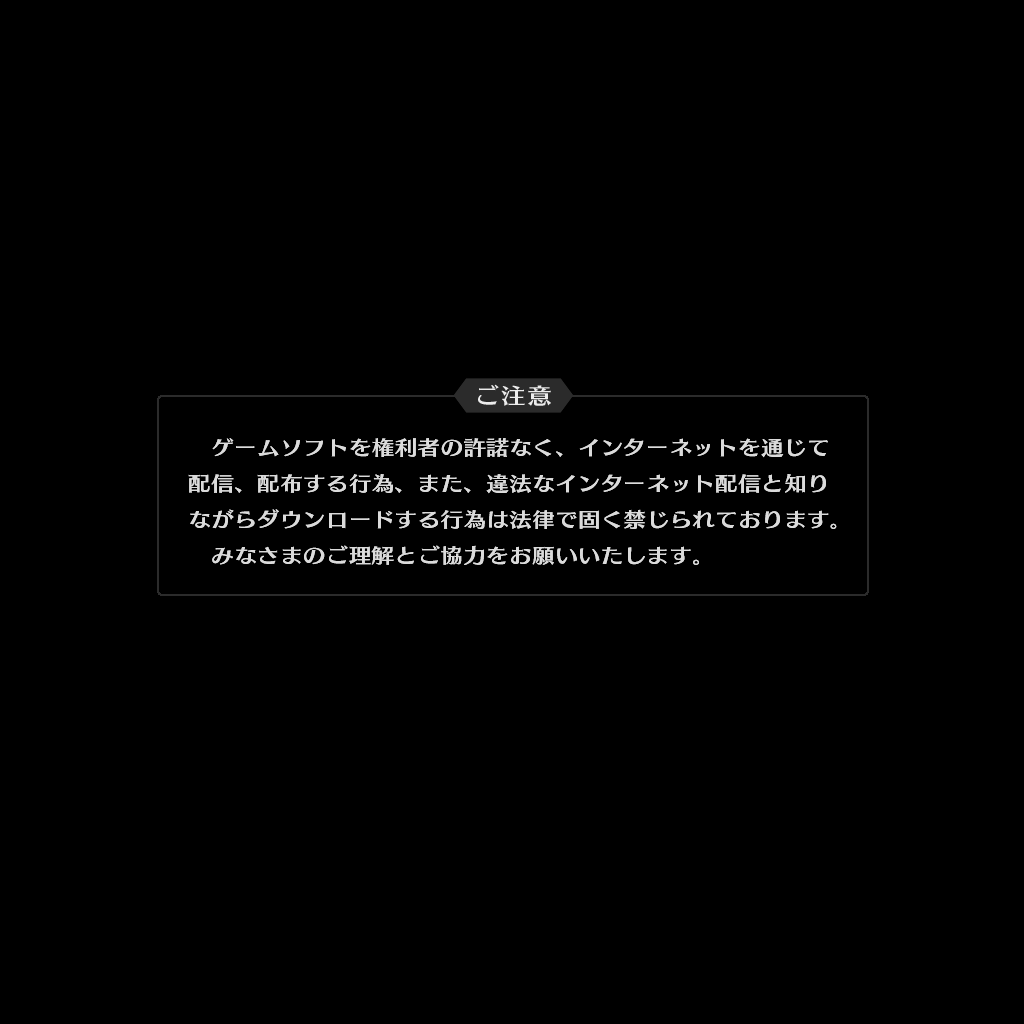 ご注意
ゲームソフトを権利者の許諾なく、インターネットを通じて
配信、配布する行為、また、違法なインターネット配信と知り
ながらダウンロードする行為は法律で固く禁じられております。
みなさまのご理解とご協力をお願いいたします。